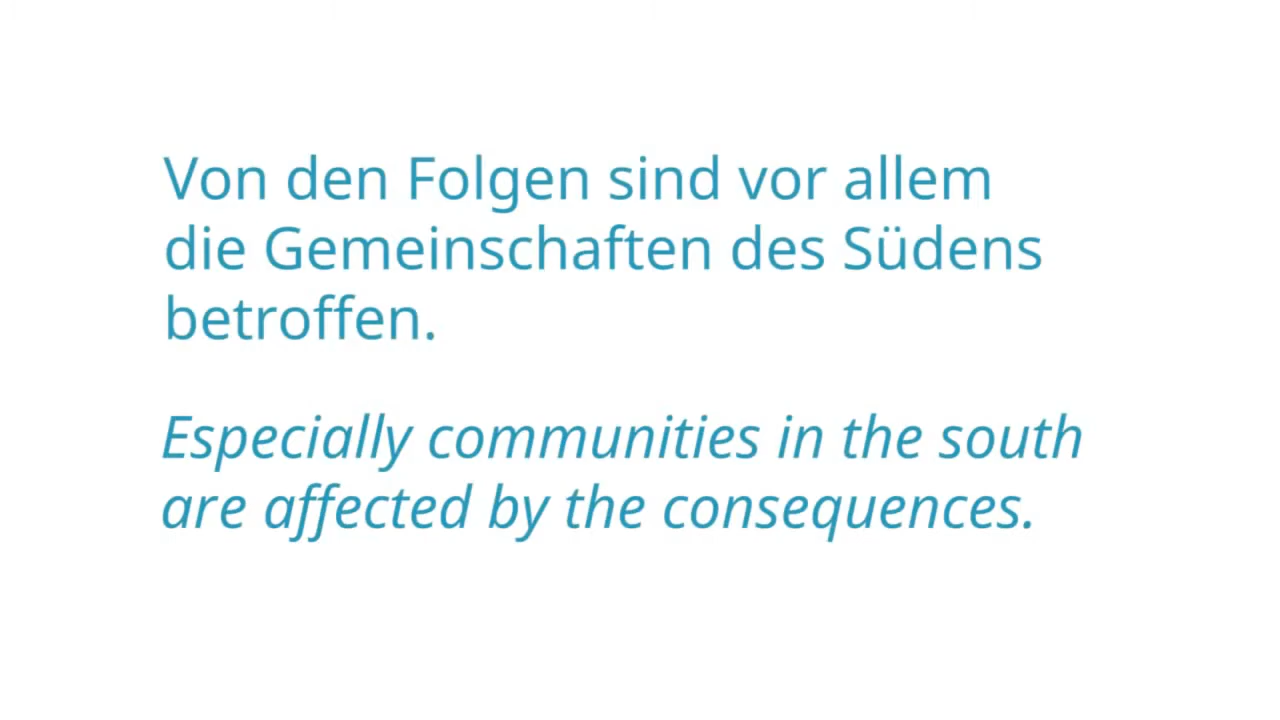 Von den Folgen sind vor allem
die Gemeinschaften des Südens
betroffen.
Especially communities in the south
are affected by the consequences.